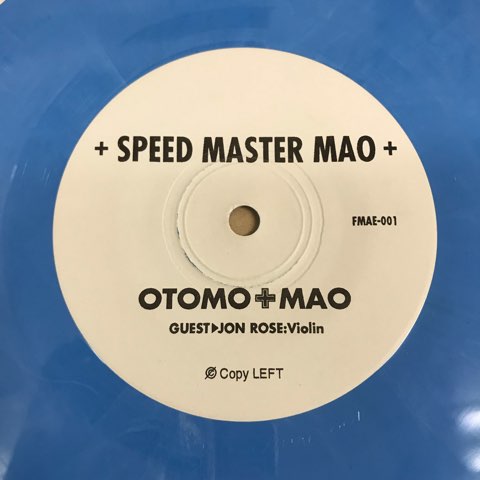 + SPEED MASTER MAO +
FMAE-001
OTOMO+MAO
GUEST▶JON ROSE:Violin
Copy LEFT